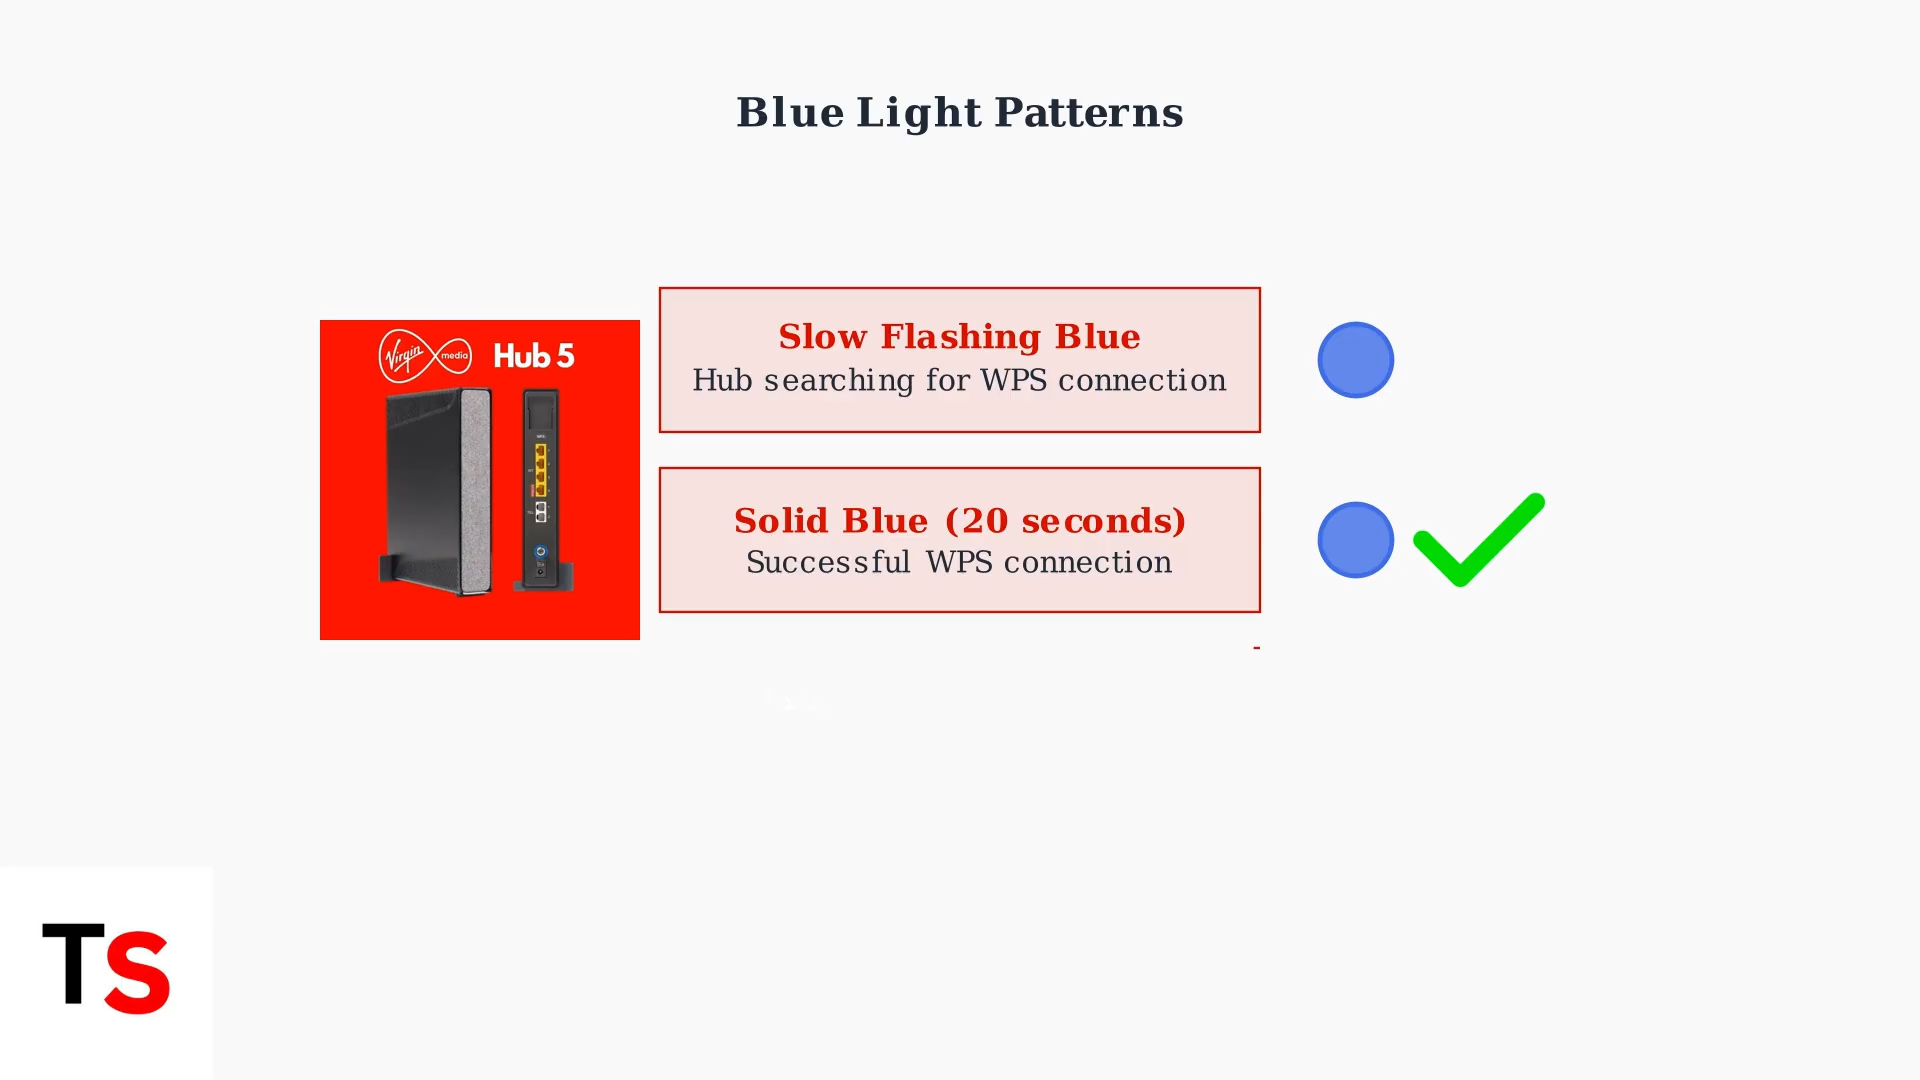 Blue Light Patterns
Virgin media Hub 5
Slow Flashing Blue
Hub searching for WPS connection
Solid Blue (20 seconds)
Successful WPS connection
TS